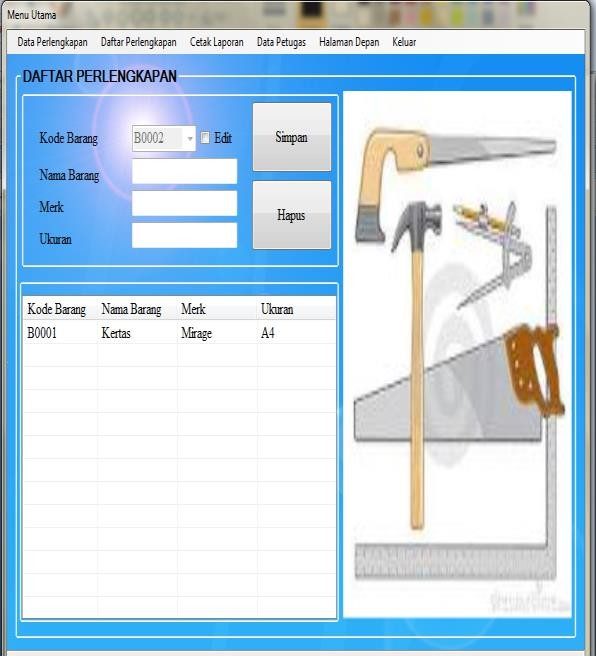 Menu Utama
Data Perlengkapan Daftar Perlengkapan Cetak Laporan Data Petugas Halaman Depan Keluar
DAFTAR PERLENGKAPAN
Kode Barang B0002 Edit Simpan
Nama Barang
Merk Hapus
Ukuran
Kode Barang Nama Barang Merk Ukuran
B0001 Kertas Mirage A4